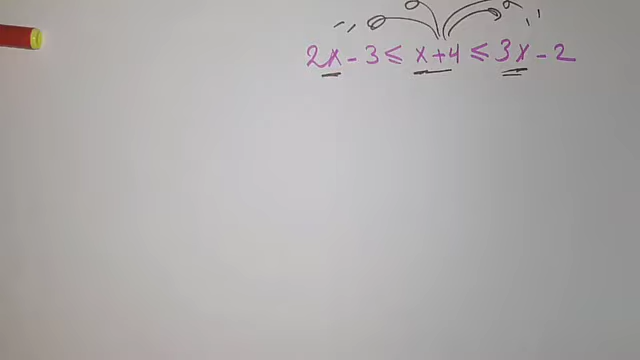 2x - 3 ≤ x + 4 ≤ 3x - 2